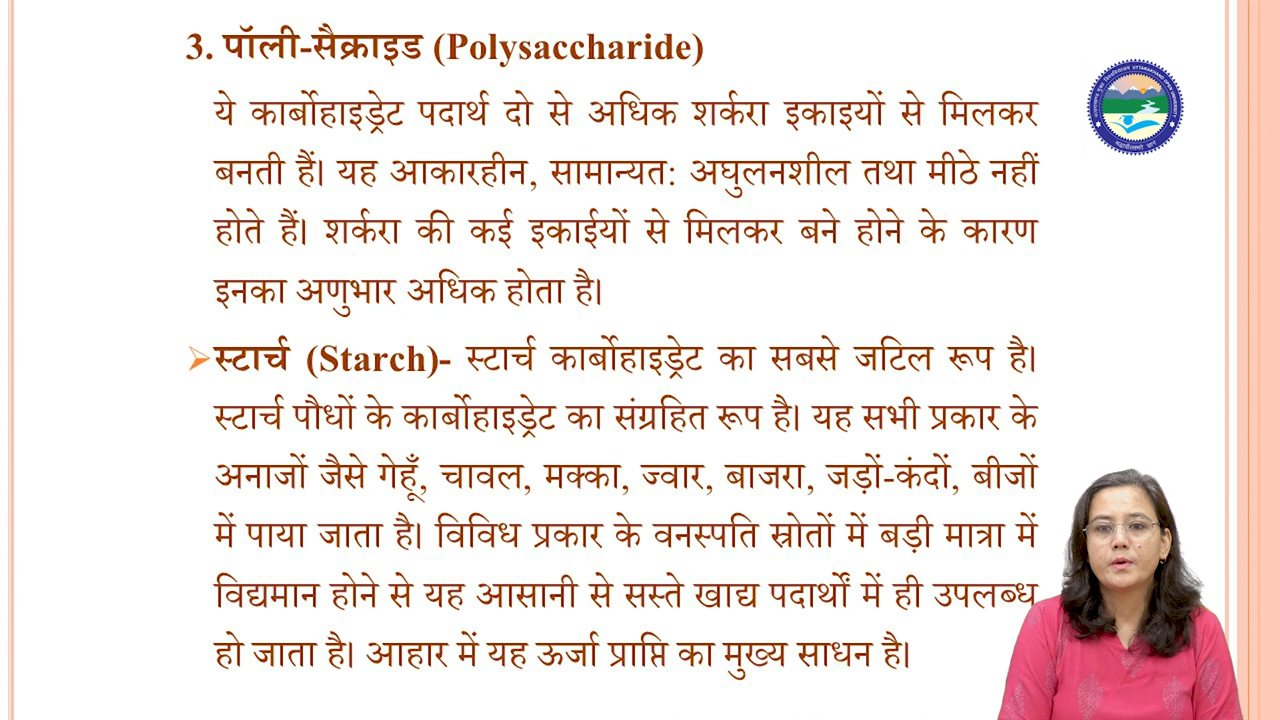 3. पॉली-सैक्राइड (Polysaccharide)
ये कार्बोहाइड्रेट पदार्थ दो से अधिक शर्करा इकाइयों से मिलकर
बनती हैं। यह आकारहीन, सामान्यत: अघुलनशील तथा मीठे नहीं
होते हैं। शर्करा की कई इकाईयों से मिलकर बने होने के कारण
इनका अणुभार अधिक होता है।
स्टार्च (Starch)- स्टार्च कार्बोहाइड्रेट का सबसे जटिल रूप है।
स्टार्च पौधों के कार्बोहाइड्रेट का संग्रहित रूप है। यह सभी प्रकार के
अनाजों जैसे गेहूँ, चावल, मक्का, ज्वार, बाजरा, जड़ों-कंदों, बीजों
में पाया जाता है। विविध प्रकार के वनस्पति स्रोतों में बड़ी मात्रा में
विद्यमान होने से यह आसानी से सस्ते खाद्य पदार्थों में ही उपलब्ध
हो जाता है। आहार में यह ऊर्जा प्राप्ति का मुख्य साधन है।